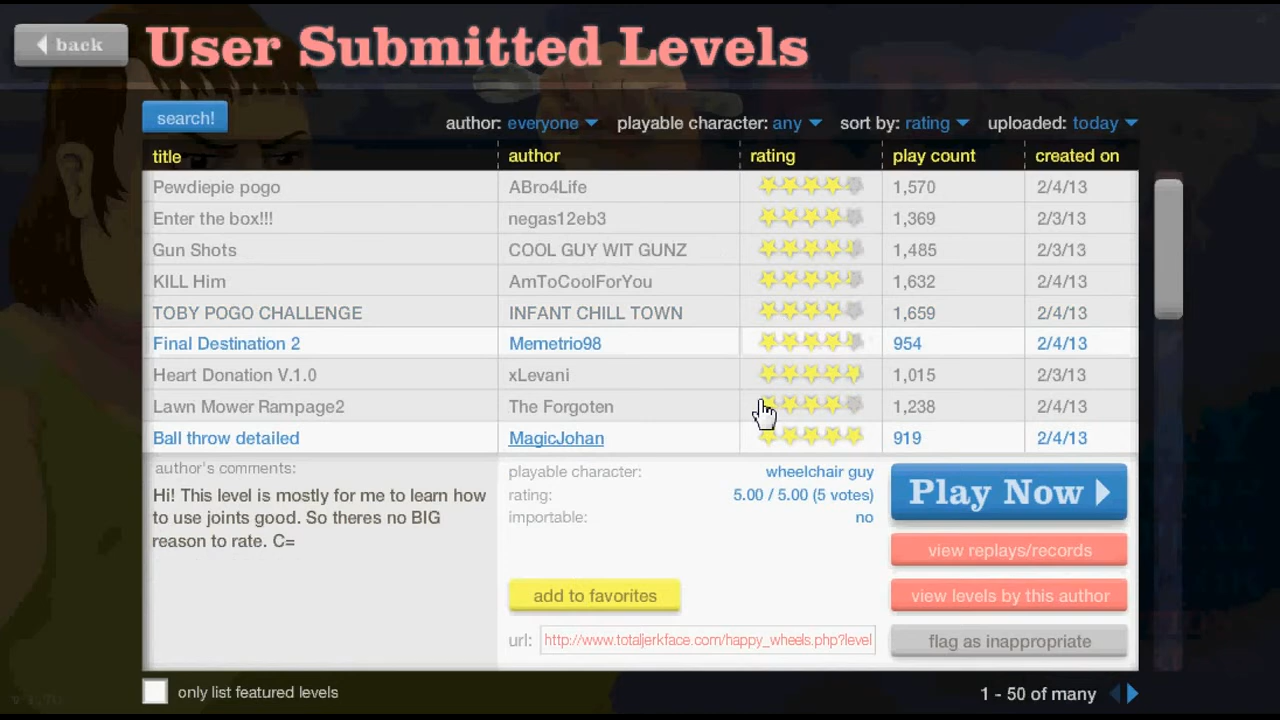 back
User Submitted Levels
search!
author: everyone playable character: any sort by: rating uploaded: today
title author rating play count created on
Pewdiepie pogo ABro4Life 1,570 2/4/13
Enter the box!!! negas12eb3 1,369 2/3/13
Gun Shots COOL GUY WIT GUNZ 1,485 2/3/13
KILL Him AmToCoolForYou 1,632 2/4/13
TOBY POGO CHALLENGE INFANT CHILL TOWN 1,659 2/4/13
Final Destination 2 Memetrio98 954 2/4/13
Heart Donation V.1.0 xLevani 1,015 2/3/13
Lawn Mower Rampage2 The Forgoten 1,238 2/4/13
Ball throw detailed MagicJohan 919 2/4/13
author's comments:
Hi! This level is mostly for me to learn how
to use joints good. So theres no BIG
reason to rate. C=
playable character: wheelchair guy
rating: 5.00 / 5.00 (5 votes)
importable: no
add to favorites
url: http://www.totaljerkface.com/happy_wheels.php?level
Play Now
view replays/records
view levels by this author
flag as inappropriate
only list featured levels
1 - 50 of many